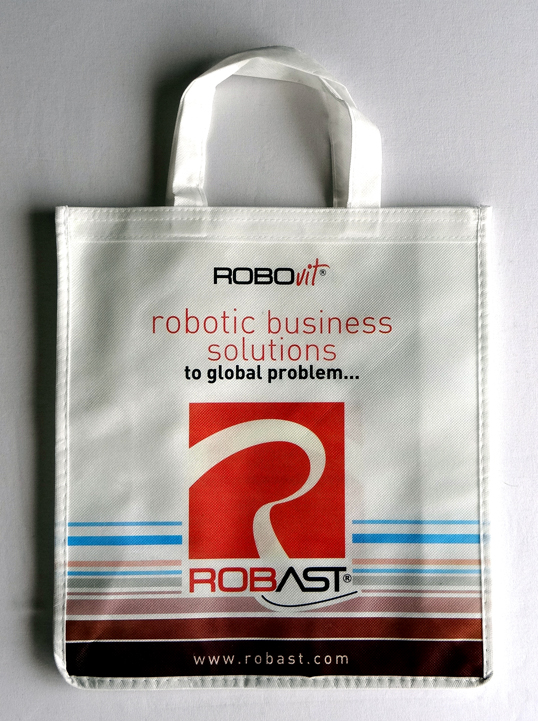 ROBOvit®
robotic business
solutions
to global problem...
ROBAST®
www.robast.com